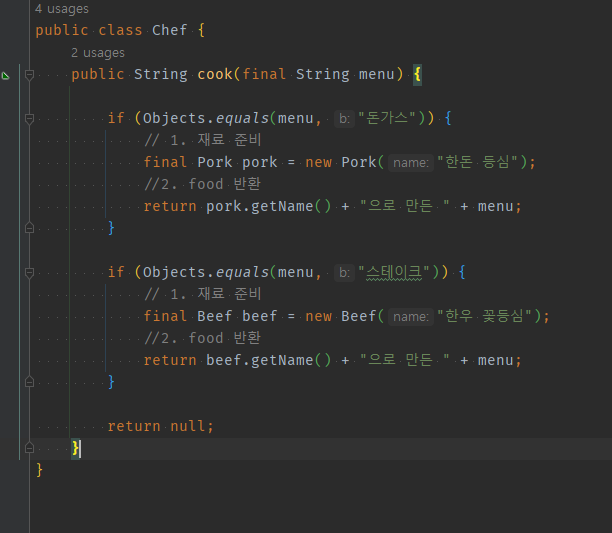 4 usages
public class Chef {
2 usages
public String cook(final String menu) {
if (Objects.equals(menu, b: "돈가스")) {
// 1. 재료 준비
final Pork pork = new Pork( name: "한돈 등심");
//2. food 반환
return pork.getName() + "으로 만든 " + menu;
}
if (Objects.equals(menu, b: "스테이크")) {
// 1. 재료 준비
final Beef beef = new Beef( name: "한우 꽃등심");
//2. food 반환
return beef.getName() + "으로 만든 " + menu;
}
return null;
}
}